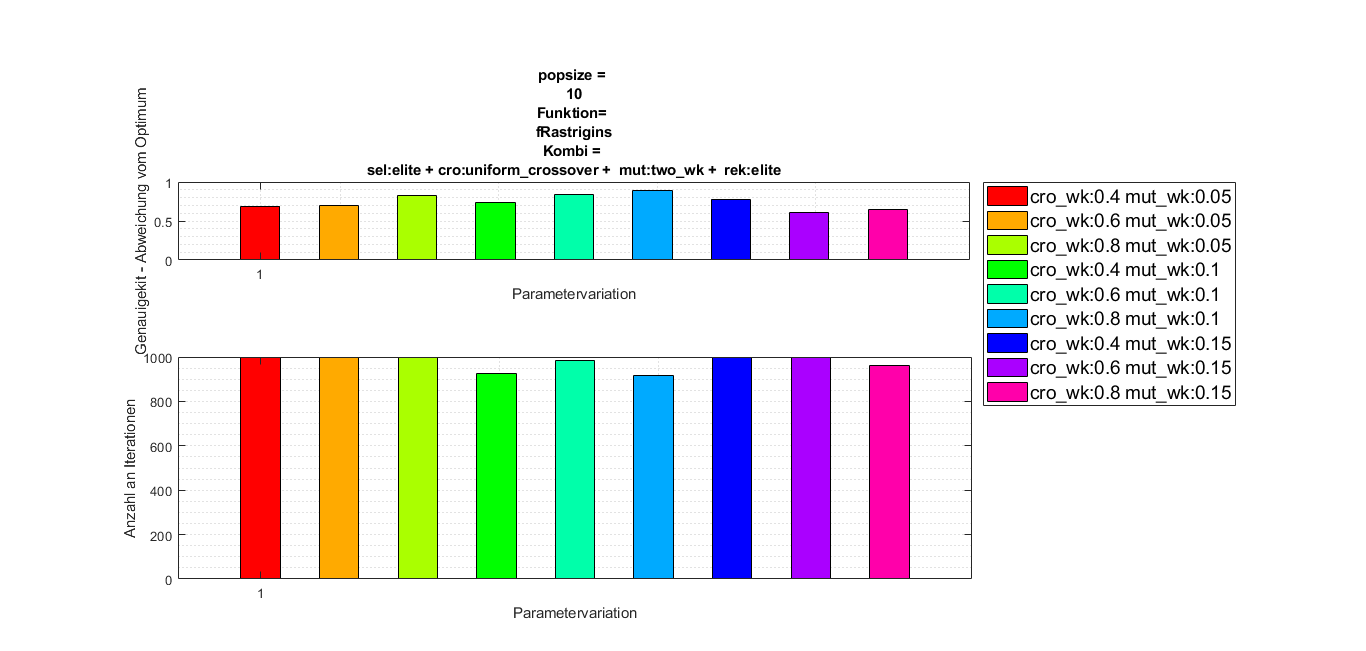 popsize =
10
Funktion=
fRastrigins
Kombi =
sel:elite + cro:uniform_crossover +  mut:two_wk +  rek:elite
Genauigekit - Abweichung vom Optimum
1
0.5
0
1
Parametervariation
cro_wk:0.4 mut_wk:0.05
cro_wk:0.6 mut_wk:0.05
cro_wk:0.8 mut_wk:0.05
cro_wk:0.4 mut_wk:0.1
cro_wk:0.6 mut_wk:0.1
cro_wk:0.8 mut_wk:0.1
cro_wk:0.4 mut_wk:0.15
cro_wk:0.6 mut_wk:0.15
cro_wk:0.8 mut_wk:0.15
Anzahl an Iterationen
1000
800
600
400
200
0
1
Parametervariation